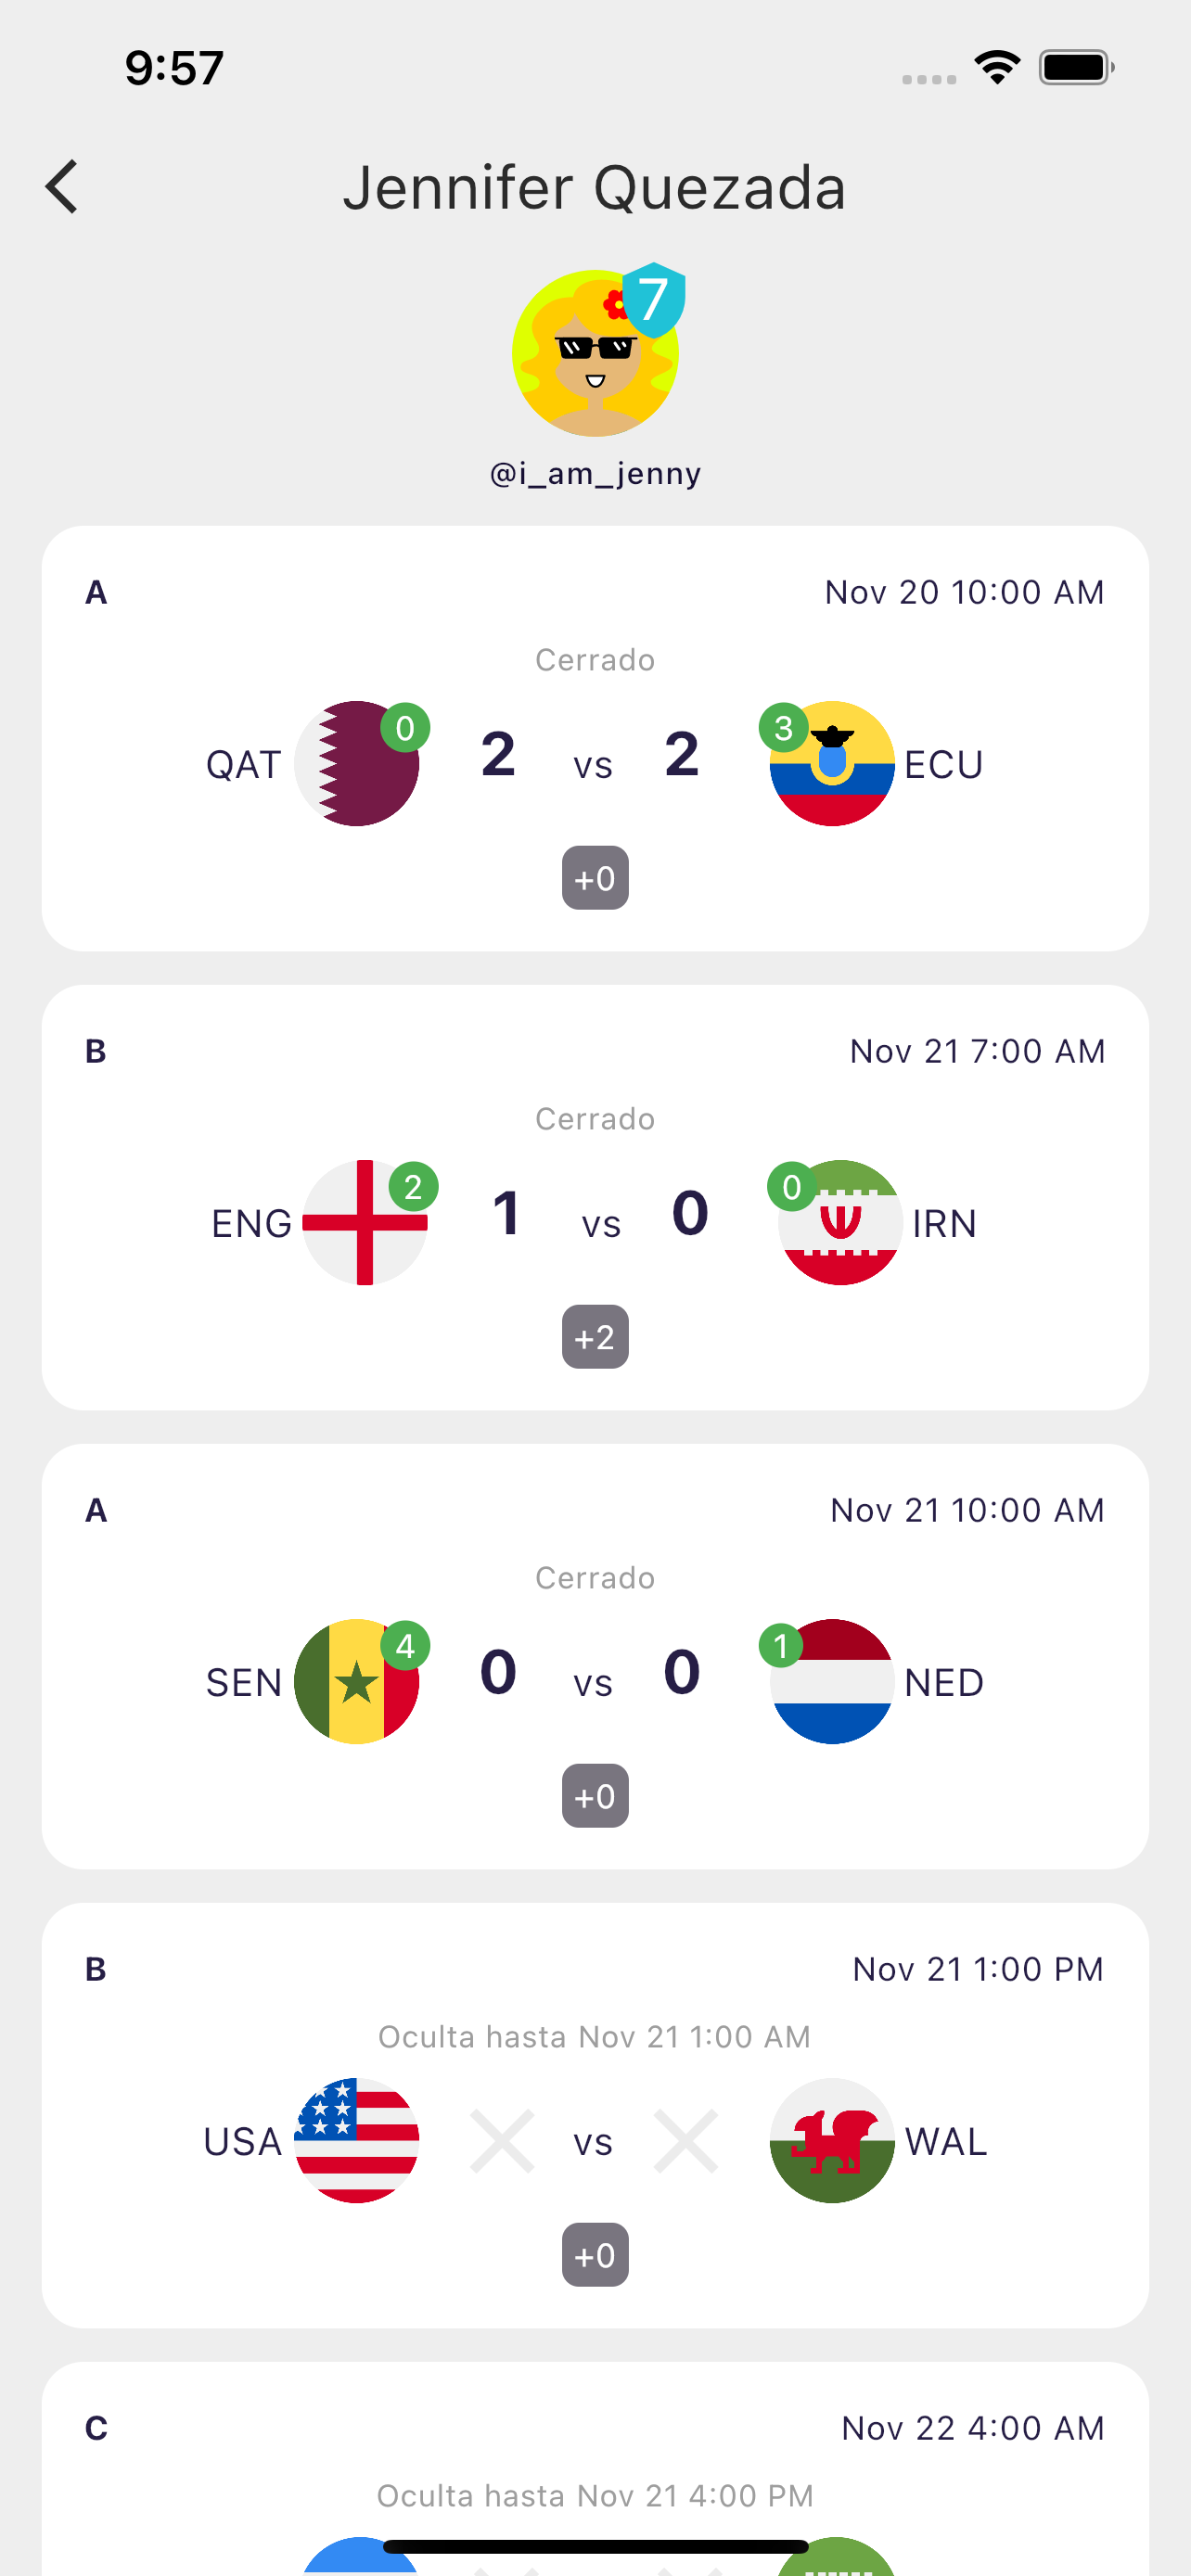 9:57
Jennifer Quezada
7
@i_am_jenny
A Nov 20 10:00 AM
Cerrado
QAT 0 2 vs 2 3 ECU
+0
B Nov 21 7:00 AM
Cerrado
ENG 2 1 vs 0 0 IRN
+2
A Nov 21 10:00 AM
Cerrado
SEN 4 0 vs 0 1 NED
+0
B Nov 21 1:00 PM
Oculta hasta Nov 21 1:00 AM
USA vs WAL
+0
C Nov 22 4:00 AM
Oculta hasta Nov 21 4:00 PM